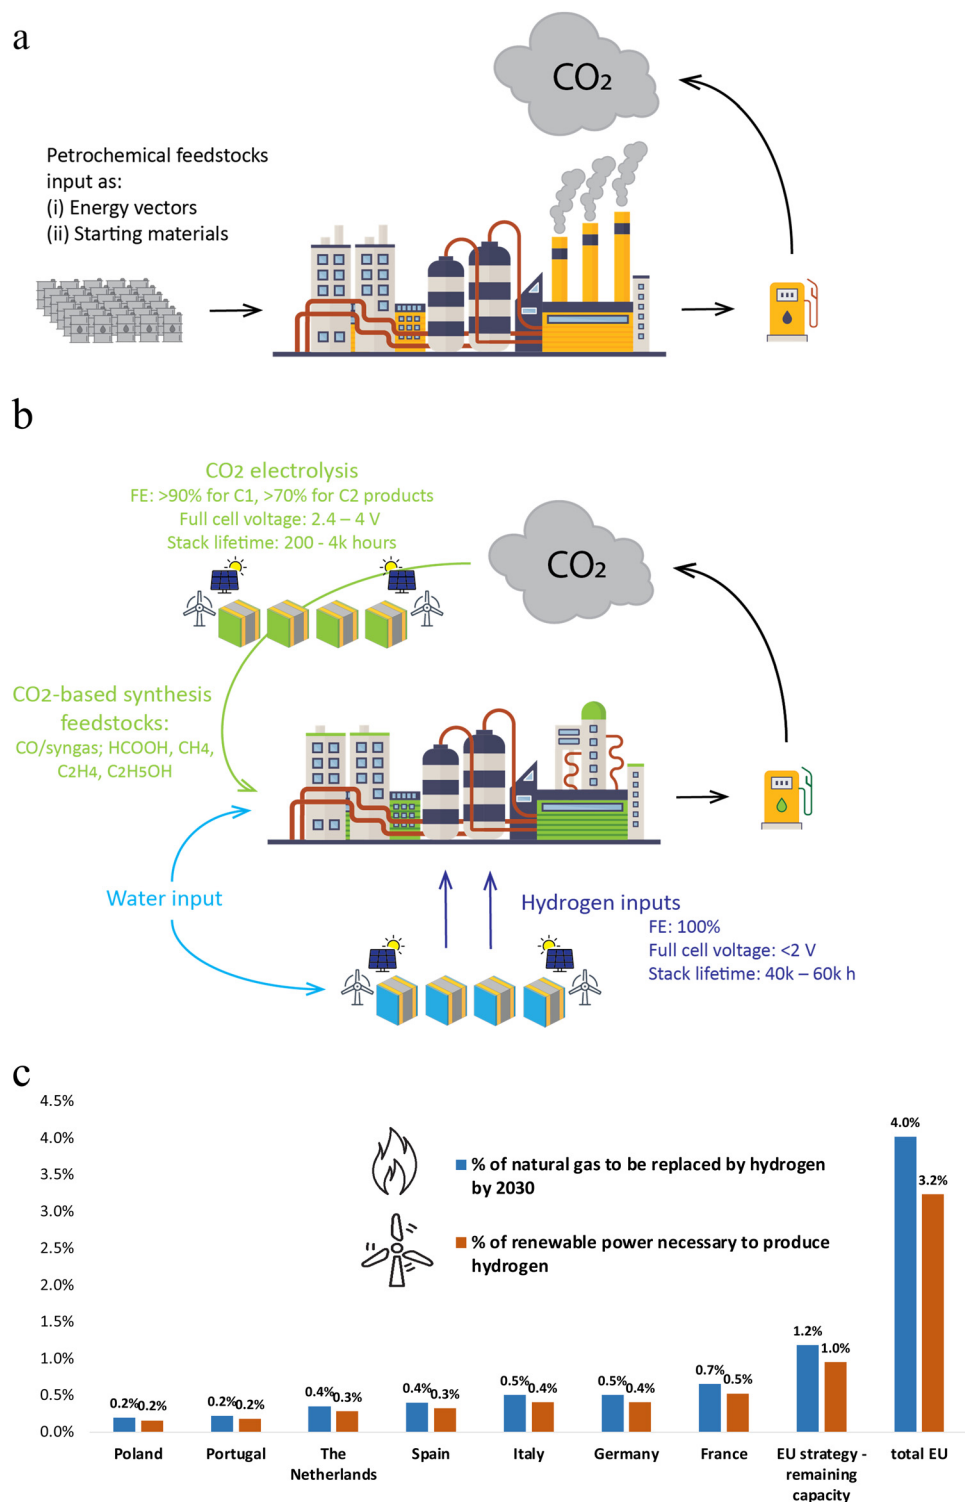 a
CO2
Petrochemical feedstocks
input as:
(i) Energy vectors
(ii) Starting materials
b
CO2 electrolysis
FE: >90% for C1, >70% for C2 products
Full cell voltage: 2.4 – 4 V
Stack lifetime: 200 - 4k hours
CO2
CO2-based synthesis
feedstocks:
CO/syngas; HCOOH, CH4,
C2H4, C2H5OH
Water input
Hydrogen inputs
FE: 100%
Full cell voltage: <2 V
Stack lifetime: 40k – 60k h
c
4.5%
4.0%
3.5%
3.0%
2.5%
2.0%
1.5%
1.0%
0.5%
0.0%
% of natural gas to be replaced by hydrogen
by 2030
% of renewable power necessary to produce
hydrogen
0.2% 0.2%
0.2% 0.2%
0.4% 0.3%
0.4% 0.3%
0.5% 0.4%
0.5% 0.4%
0.7% 0.5%
1.2% 1.0%
4.0% 3.2%
Poland
Portugal
The
Netherlands
Spain
Italy
Germany
France
EU strategy -
remaining
capacity
total EU